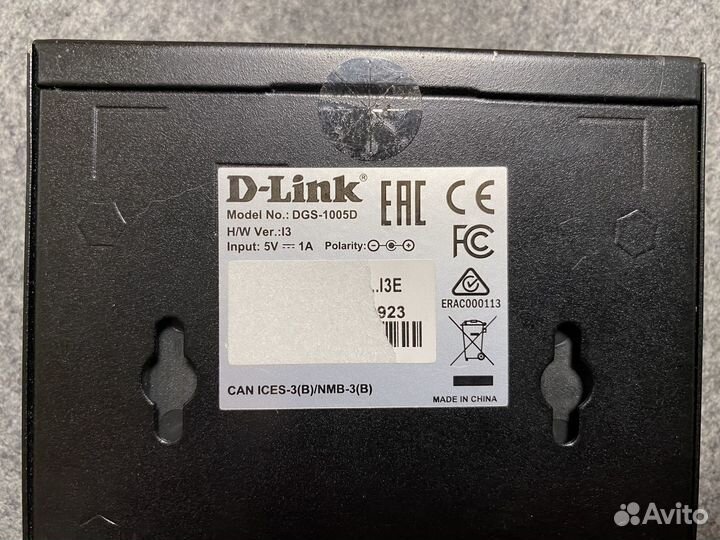 D-Link®
Model No.: DGS-1005D
H/W Ver.:I3
Input: 5V ⎓ 1A Polarity:
EAC CE
FC
..I3E
923
ERAC000113
CAN ICES-3(B)/NMB-3(B)
MADE IN CHINA
Avito